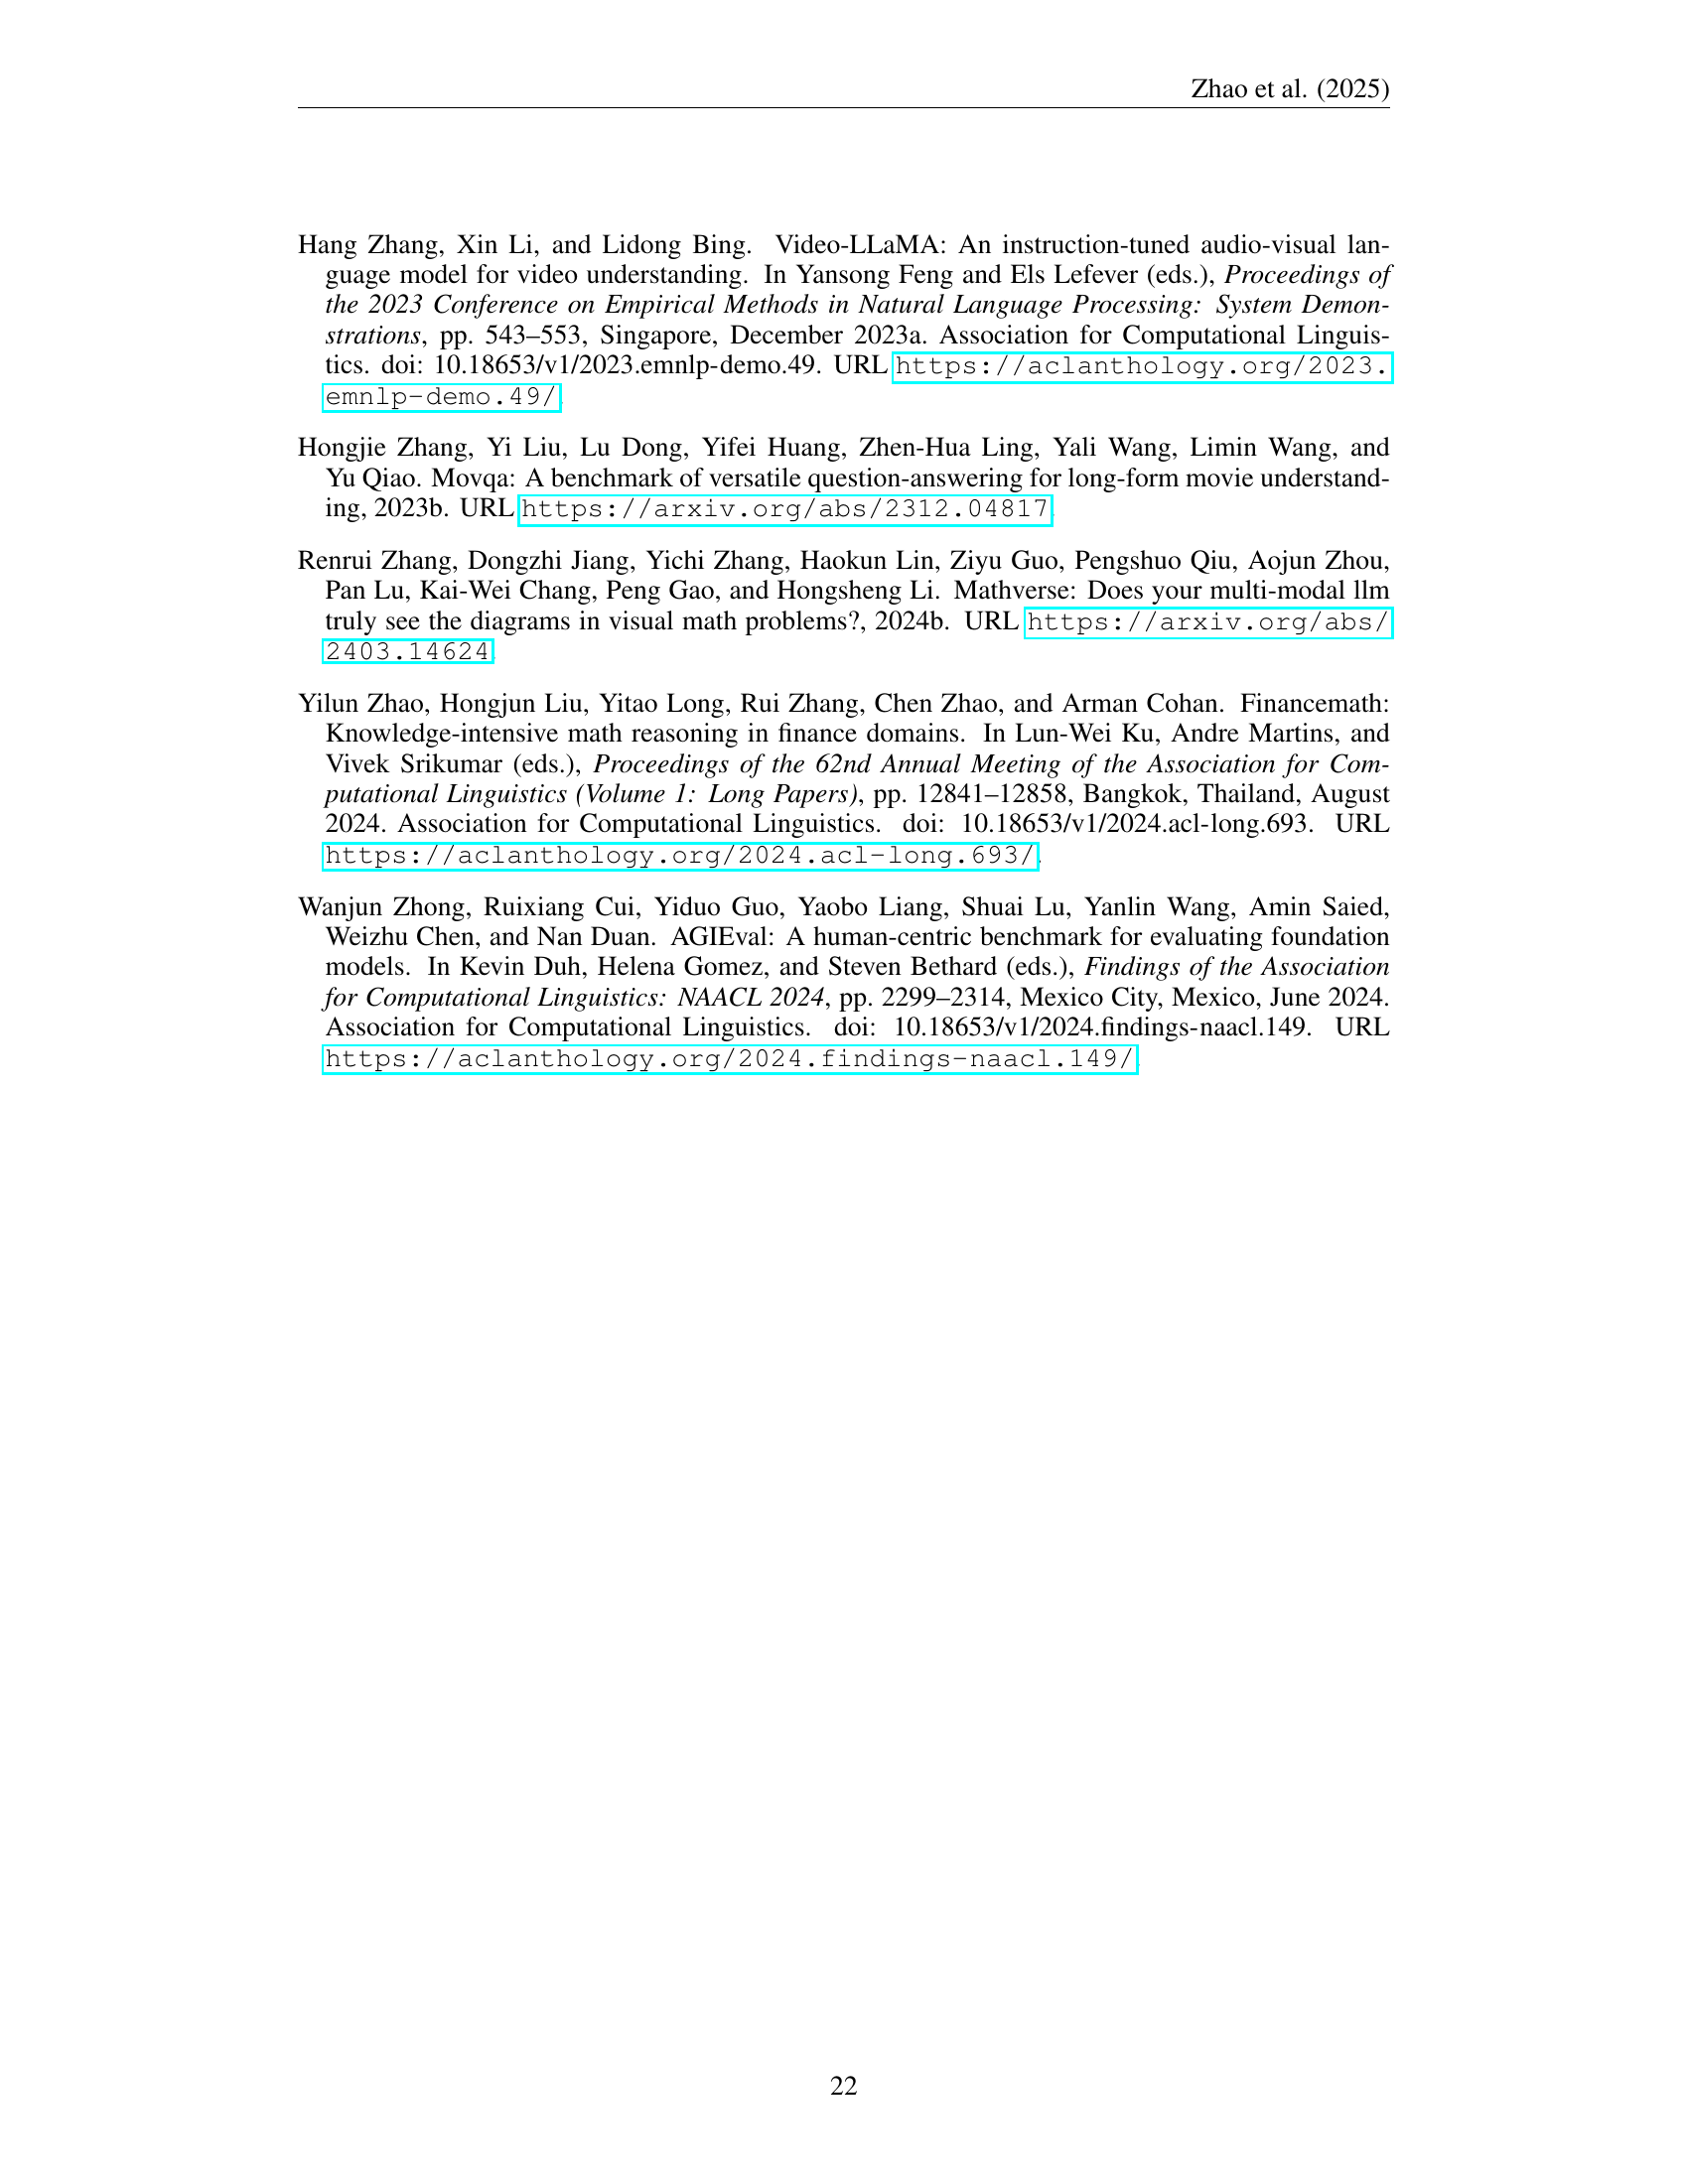 Zhao et al. (2025)
Hang Zhang, Xin Li, and Lidong Bing. Video-LLaMA: An instruction-tuned audio-visual lan-
guage model for video understanding. In Yansong Feng and Els Lefever (eds.), Proceedings of
the 2023 Conference on Empirical Methods in Natural Language Processing: System Demon-
strations, pp. 543–553, Singapore, December 2023a. Association for Computational Linguis-
tics. doi: 10.18653/v1/2023.emnlp-demo.49. URL https://aclanthology.org/2023.
emnlp-demo.49/.
Hongjie Zhang, Yi Liu, Lu Dong, Yifei Huang, Zhen-Hua Ling, Yali Wang, Limin Wang, and
Yu Qiao. Movqa: A benchmark of versatile question-answering for long-form movie understand-
ing, 2023b. URL https://arxiv.org/abs/2312.04817.
Renrui Zhang, Dongzhi Jiang, Yichi Zhang, Haokun Lin, Ziyu Guo, Pengshuo Qiu, Aojun Zhou,
Pan Lu, Kai-Wei Chang, Peng Gao, and Hongsheng Li. Mathverse: Does your multi-modal llm
truly see the diagrams in visual math problems?, 2024b. URL https://arxiv.org/abs/
2403.14624.
Yilun Zhao, Hongjun Liu, Yitao Long, Rui Zhang, Chen Zhao, and Arman Cohan. Financemath:
Knowledge-intensive math reasoning in finance domains. In Lun-Wei Ku, Andre Martins, and
Vivek Srikumar (eds.), Proceedings of the 62nd Annual Meeting of the Association for Com-
putational Linguistics (Volume 1: Long Papers), pp. 12841–12858, Bangkok, Thailand, August
2024. Association for Computational Linguistics. doi: 10.18653/v1/2024.acl-long.693. URL
https://aclanthology.org/2024.acl-long.693/.
Wanjun Zhong, Ruixiang Cui, Yiduo Guo, Yaobo Liang, Shuai Lu, Yanlin Wang, Amin Saied,
Weizhu Chen, and Nan Duan. AGIEval: A human-centric benchmark for evaluating foundation
models. In Kevin Duh, Helena Gomez, and Steven Bethard (eds.), Findings of the Association
for Computational Linguistics: NAACL 2024, pp. 2299–2314, Mexico City, Mexico, June 2024.
Association for Computational Linguistics. doi: 10.18653/v1/2024.findings-naacl.149. URL
https://aclanthology.org/2024.findings-naacl.149/.
22